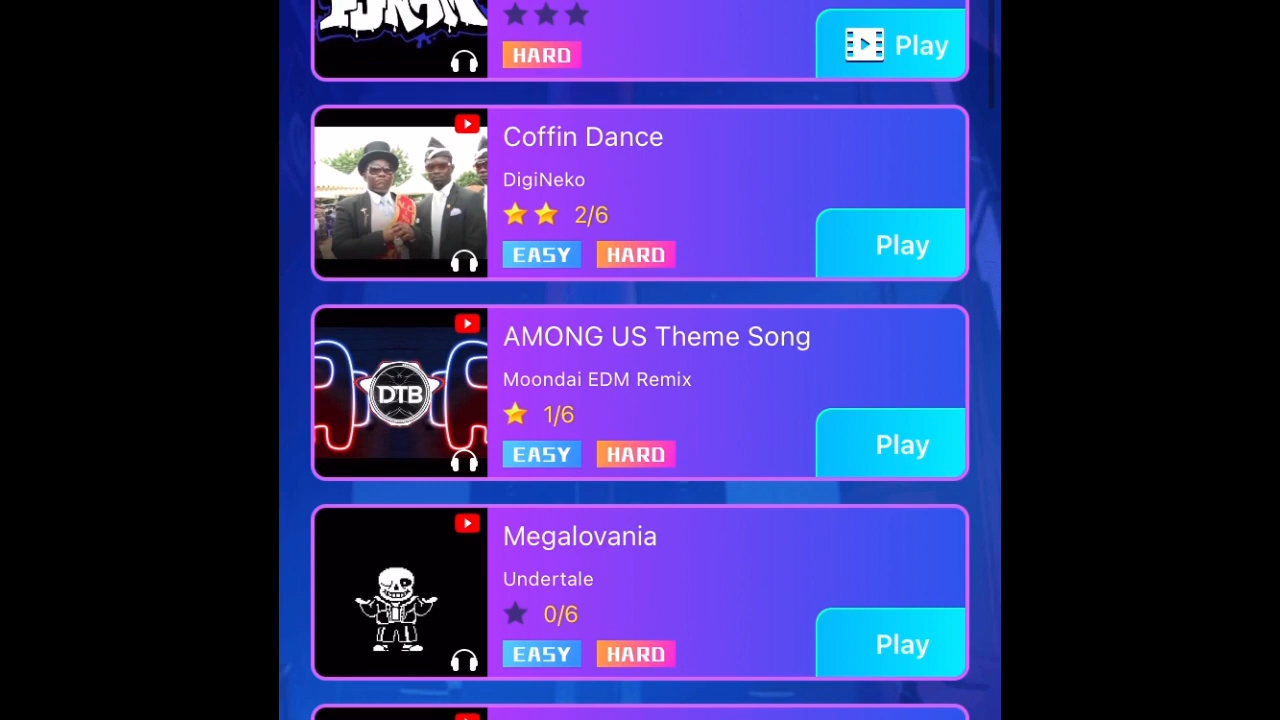 HARD
Play
Coffin Dance
DigiNeko
2/6
EASY HARD
Play
AMONG US Theme Song
DTB
Moondai EDM Remix
1/6
EASY HARD
Play
Megalovania
Undertale
0/6
EASY HARD
Play